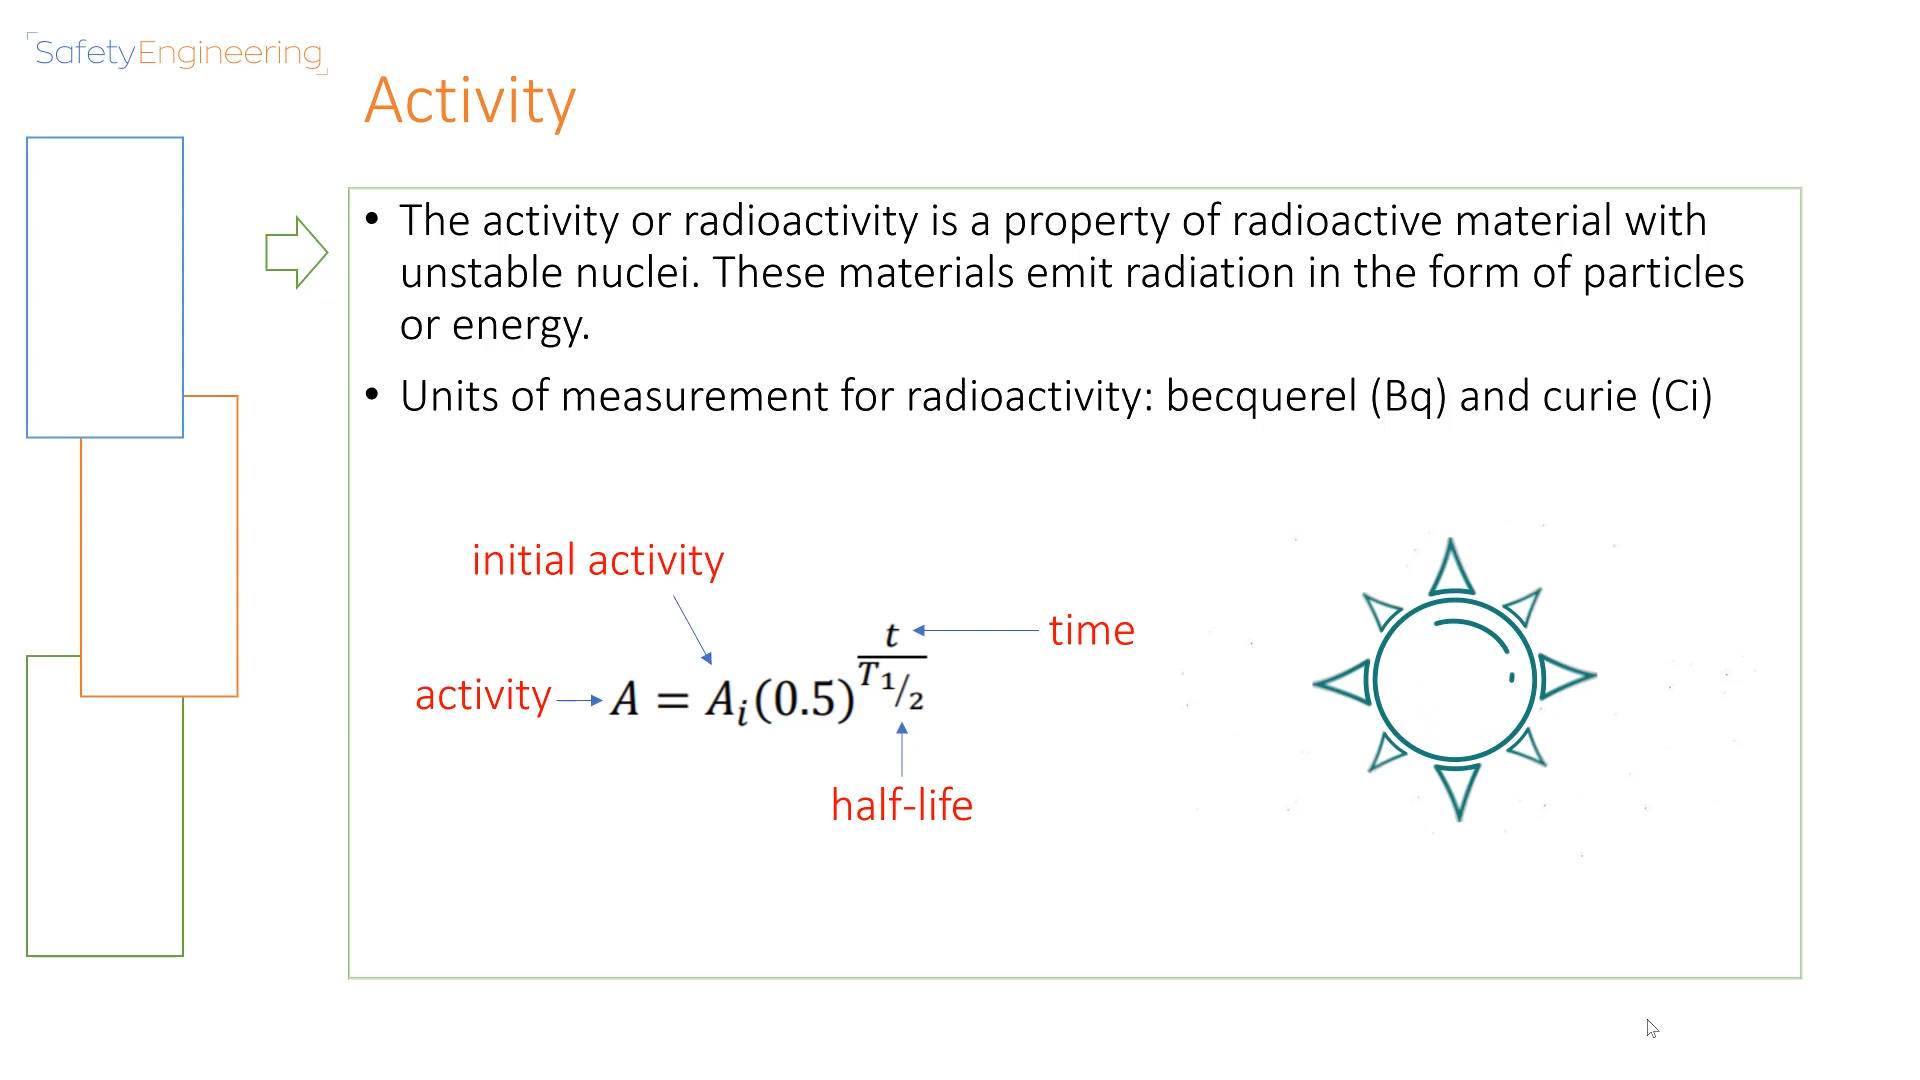 SafetyEngineering
Activity
• The activity or radioactivity is a property of radioactive material with
unstable nuclei. These materials emit radiation in the form of particles
or energy.
• Units of measurement for radioactivity: becquerel (Bq) and curie (Ci)
initial activity
time
activity
A = Aᵢ(0.5)^(t/T½)
half-life